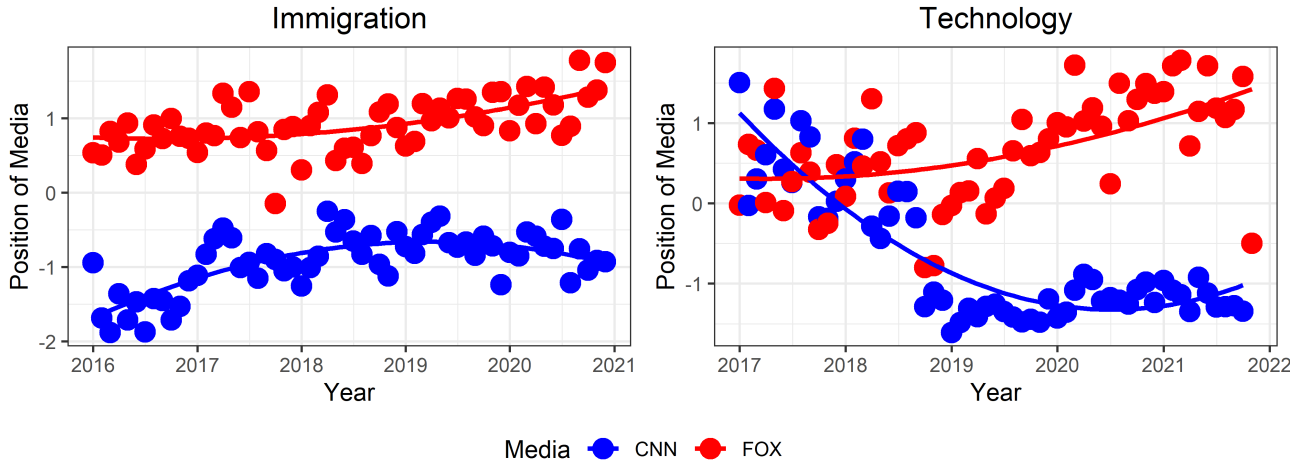 Immigration
Technology
Position of Media
1
0
-1
-2
2016 2017 2018 2019 2020 2021
Year
Position of Media
1
0
-1
2017 2018 2019 2020 2021 2022
Year
Media CNN FOX